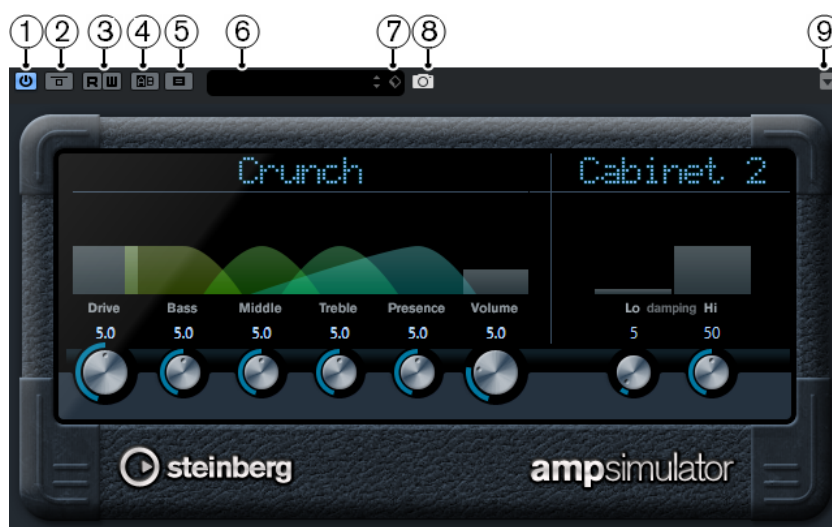 1 2 3 4 5 6 7 8 9
R W A B
Crunch Cabinet 2
Drive Bass Middle Treble Presence Volume Lo damping Hi
5.0 5.0 5.0 5.0 5.0 5.0 5 50
steinberg ampsimulator